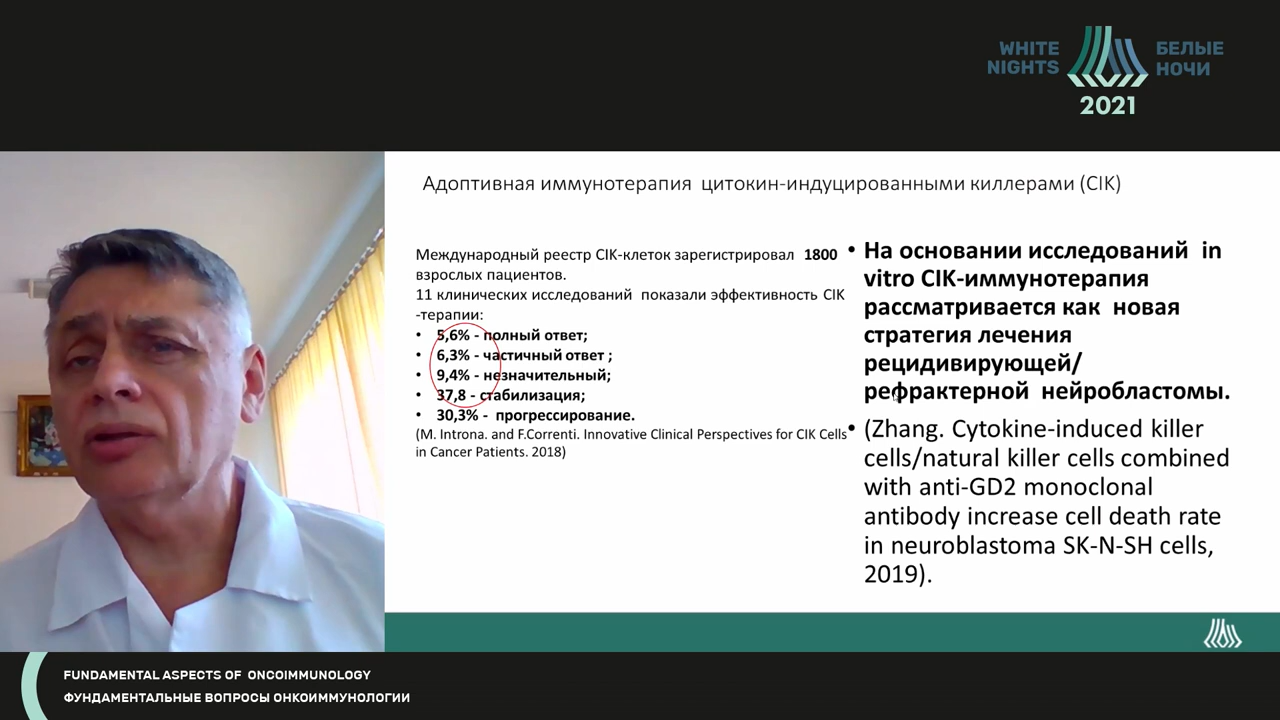 WHITE
NIGHTS
БЕЛЫЕ
НОЧИ
2021
Адоптивная иммунотерапия цитокин-индуцированными киллерами (CIK)
Международный реестр CIK-клеток зарегистрировал 1800
взрослых пациентов.
11 клинических исследований показали эффективность CIK
-терапии:
• 5,6% - полный ответ;
• 6,3% - частичный ответ ;
• 9,4% - незначительный;
• 37,8 - стабилизация;
• 30,3% - прогрессирование.
(M. Introna. and F.Correnti. Innovative Clinical Perspectives for CIK Cells
in Cancer Patients. 2018)
• На основании исследований in
vitro CIK-иммунотерапия
рассматривается как новая
стратегия лечения
рецидивирующей/
рефрактерной нейробластомы.
• (Zhang. Cytokine-induced killer
cells/natural killer cells combined
with anti-GD2 monoclonal
antibody increase cell death rate
in neuroblastoma SK-N-SH cells,
2019).
FUNDAMENTAL ASPECTS OF ONCOIMMUNOLOGY
ФУНДАМЕНТАЛЬНЫЕ ВОПРОСЫ ОНКОИММУНОЛОГИИ